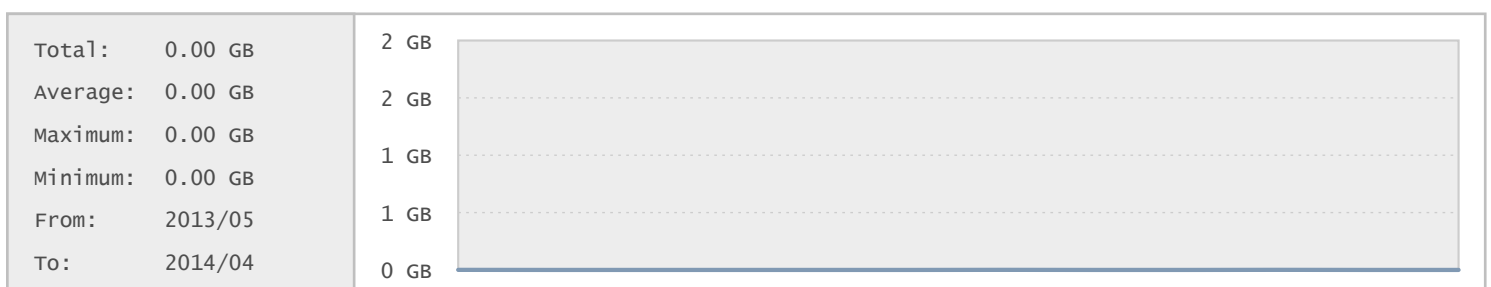 Total: 0.00 GB
Average: 0.00 GB
Maximum: 0.00 GB
Minimum: 0.00 GB
From: 2013/05
To: 2014/04
2 GB
2 GB
1 GB
1 GB
0 GB